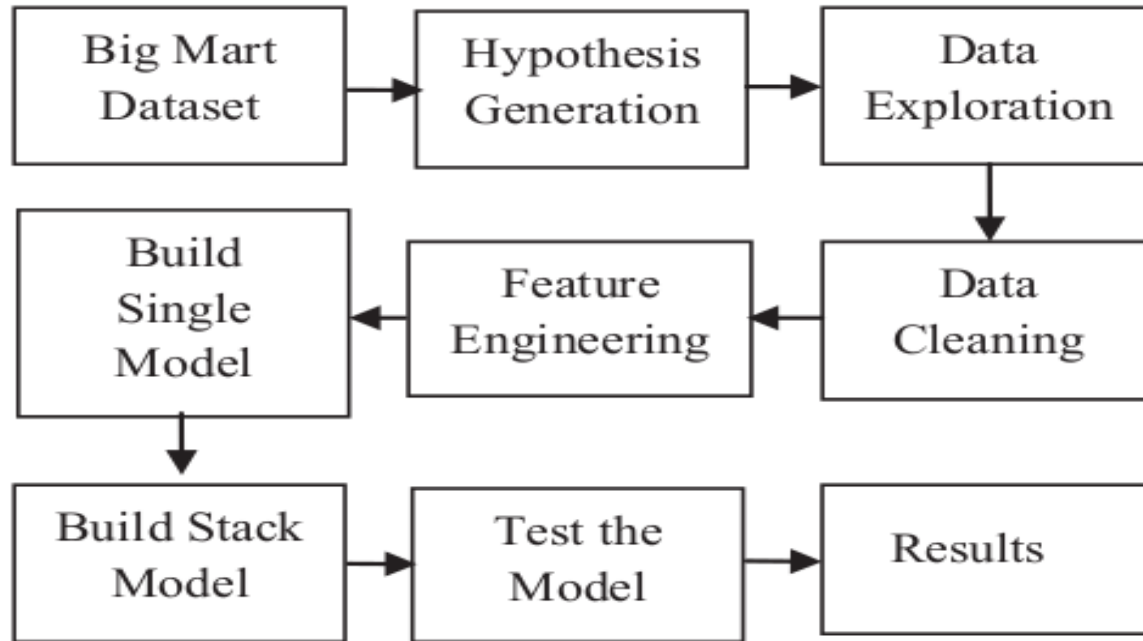 Big Mart
Dataset
Hypothesis
Generation
Data
Exploration
Data
Cleaning
Feature
Engineering
Build
Single
Model
Build Stack
Model
Test the
Model
Results